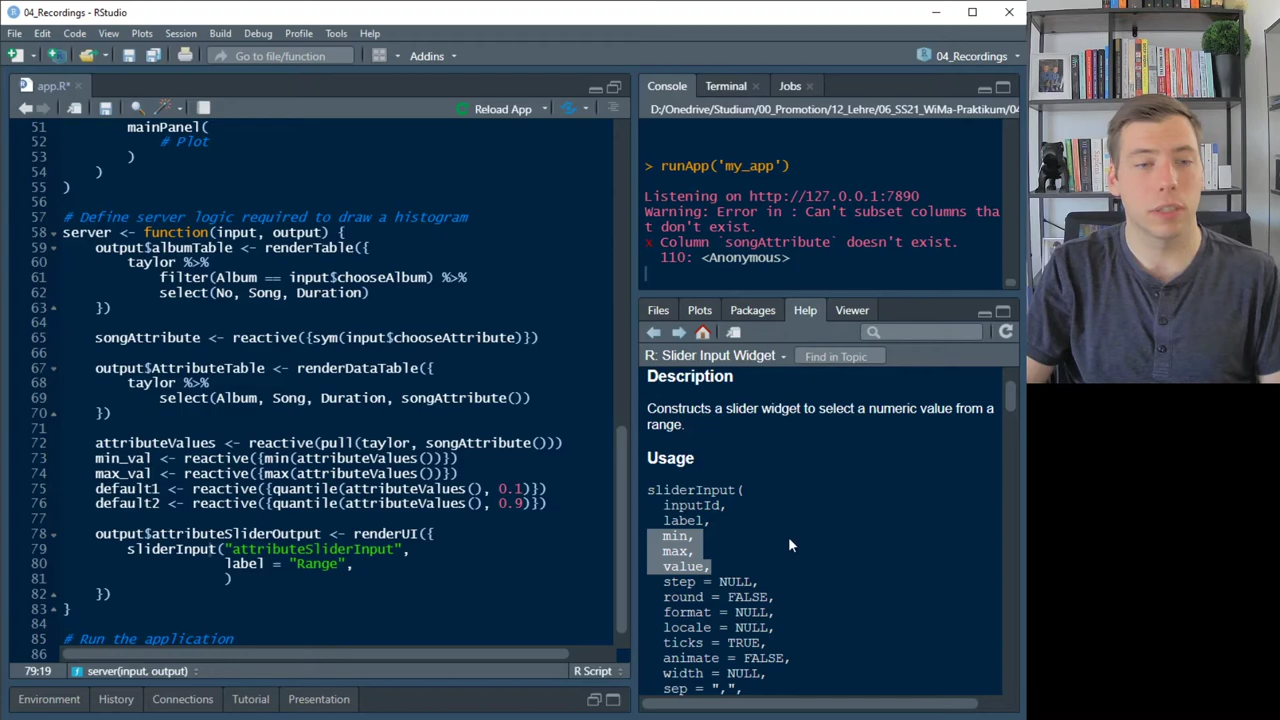 04_Recordings - RStudio
File Edit Code View Plots Session Build Debug Profile Tools Help
Go to file/function
Addins
04_Recordings
app.R*
Reload App
51 mainPanel(
52 # Plot
53 )
54 )
55 )
56
57 # Define server logic required to draw a histogram
58 server <- function(input, output) {
59 output$albumTable <- renderTable({
60 taylor %>%
61 filter(Album == input$chooseAlbum) %>%
62 select(No, Song, Duration)
63 })
64
65 songAttribute <- reactive({sym(input$chooseAttribute)})
66
67 output$AttributeTable <- renderDataTable({
68 taylor %>%
69 select(Album, Song, Duration, songAttribute())
70 })
71
72 attributeValues <- reactive(pull(taylor, songAttribute()))
73 min_val <- reactive({min(attributeValues())})
74 max_val <- reactive({max(attributeValues())})
75 default1 <- reactive({quantile(attributeValues(), 0.1)})
76 default2 <- reactive({quantile(attributeValues(), 0.9)})
77
78 output$attributeSliderOutput <- renderUI({
79 sliderInput("attributeSliderInput",
80 label = "Range",
81 )
82 })
83 }
84
85 # Run the application
86
79:19 server(input, output) R Script
Environment History Connections Tutorial Presentation
Console Terminal Jobs
D:/Onedrive/Studium/00_Promotion/12_Lehre/06_SS21_WiMa-Praktikum/04
> runApp('my_app')
Listening on http://127.0.0.1:7890
Warning: Error in : Can't subset columns tha
t don't exist.
x Column `songAttribute` doesn't exist.
110: <Anonymous>
Files Plots Packages Help Viewer
R: Slider Input Widget Find in Topic
Description
Constructs a slider widget to select a numeric value from a
range.
Usage
sliderInput(
inputId,
label,
min,
max,
value,
step = NULL,
round = FALSE,
format = NULL,
locale = NULL,
ticks = TRUE,
animate = FALSE,
width = NULL,
sep = ",",